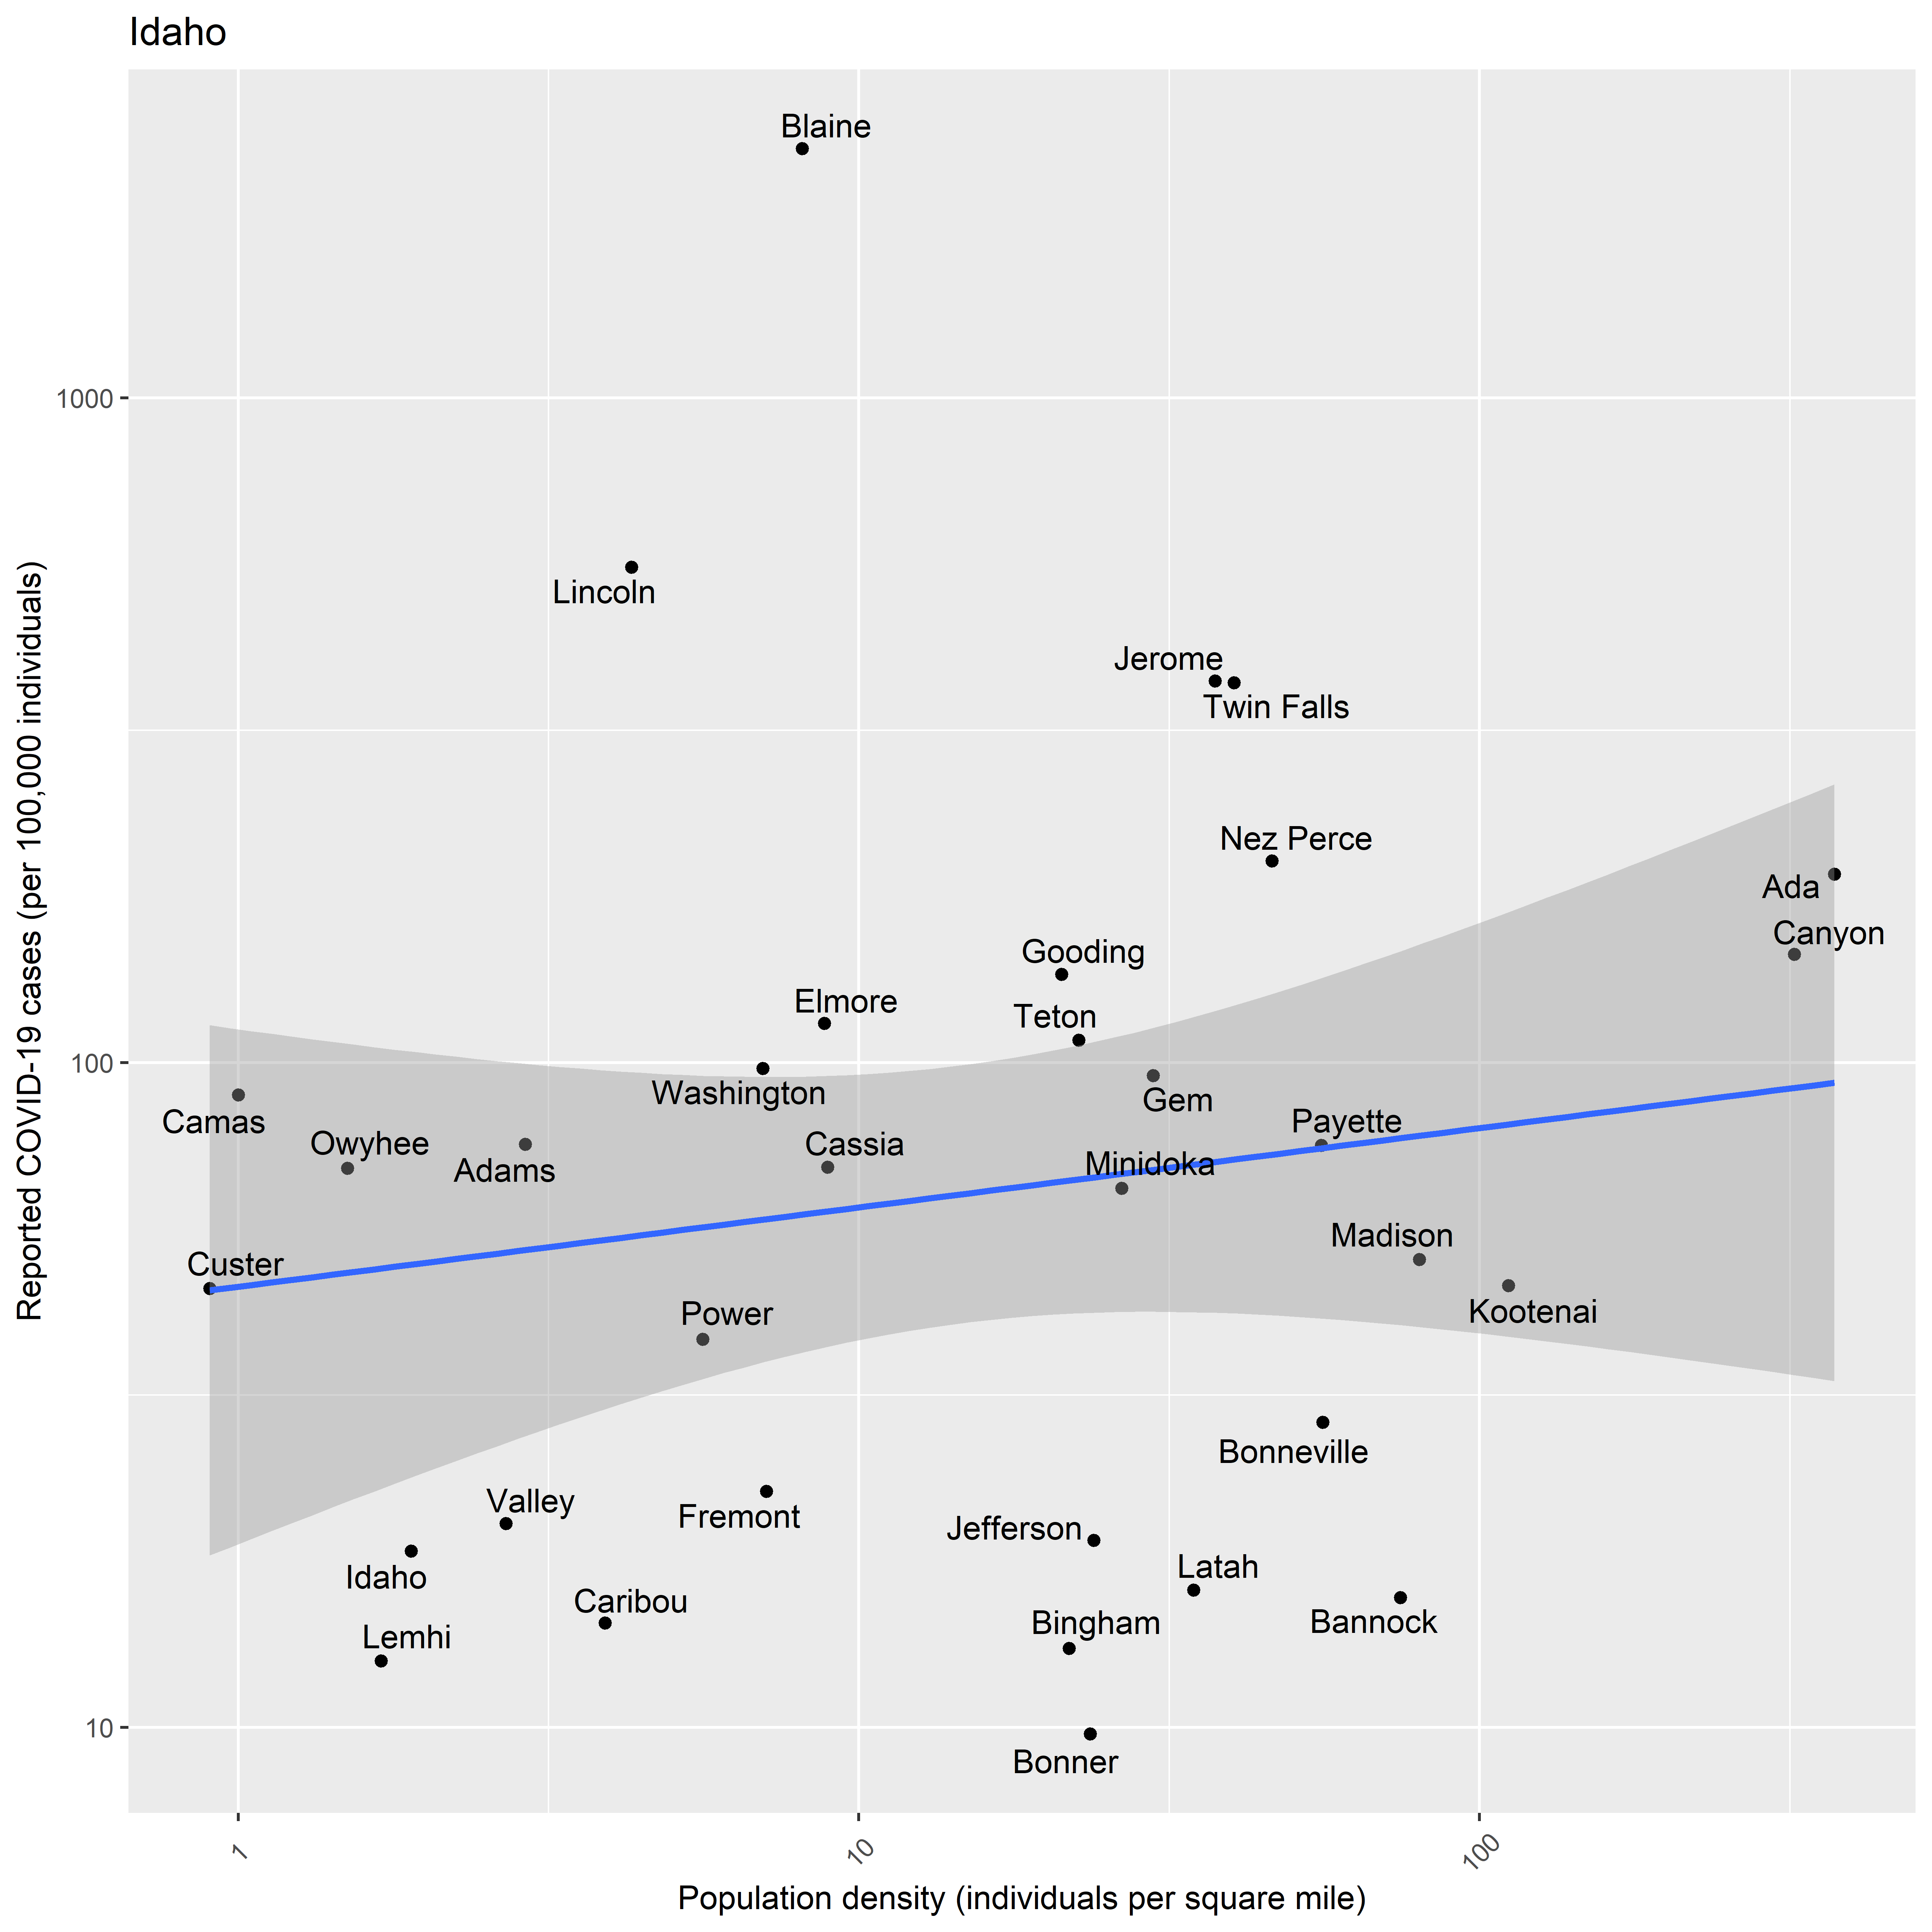 Idaho
Blaine
1000
Lincoln
Jerome
Twin Falls
Nez Perce
Ada
Canyon
Gooding
Elmore
Teton
100
Washington
Gem
Camas
Payette
Owyhee
Cassia
Adams
Minidoka
Madison
Custer
Power
Kootenai
Bonneville
Valley
Fremont
Jefferson
Latah
Idaho
Caribou
Bingham
Bannock
Lemhi
10
Bonner
1
10
100
Population density (individuals per square mile)
Reported COVID-19 cases (per 100,000 individuals)